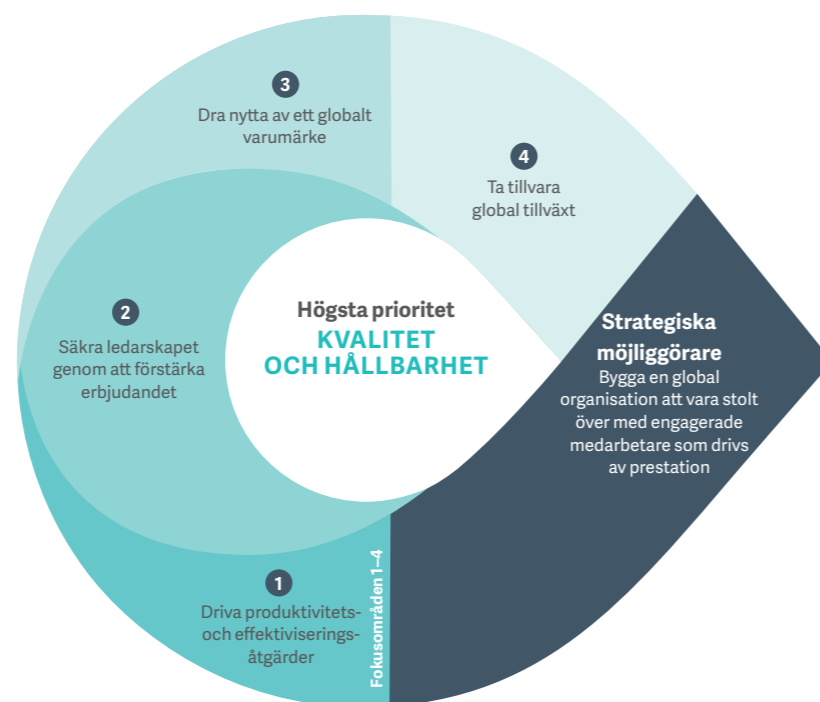 3
Dra nytta av ett globalt
varumärke
4
Ta tillvara
global tillväxt
2
Säkra ledarskapet
genom att förstärka
erbjudandet
Högsta prioritet
KVALITET
OCH HÅLLBARHET
Strategiska
möjliggörare
Bygga en global
organisation att vara stolt
över med engagerade
medarbetare som drivs
av prestation
1
Driva produktivitets-
och effektiviserings-
åtgärder
Fokusområden 1–4